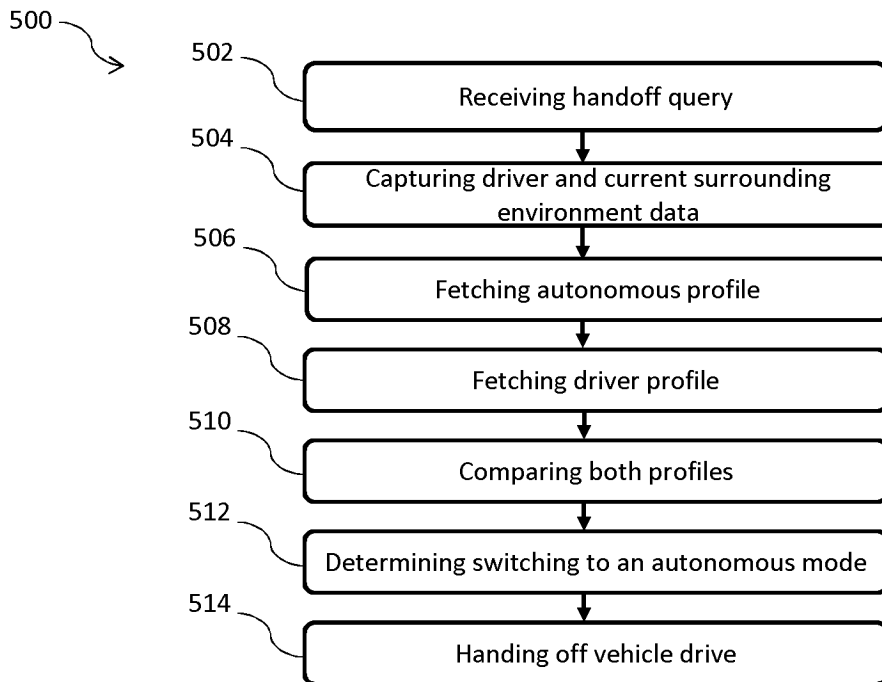 500
502
Receiving handoff query
504
Capturing driver and current surrounding
environment data
506
Fetching autonomous profile
508
Fetching driver profile
510
Comparing both profiles
512
Determining switching to an autonomous mode
514
Handing off vehicle drive